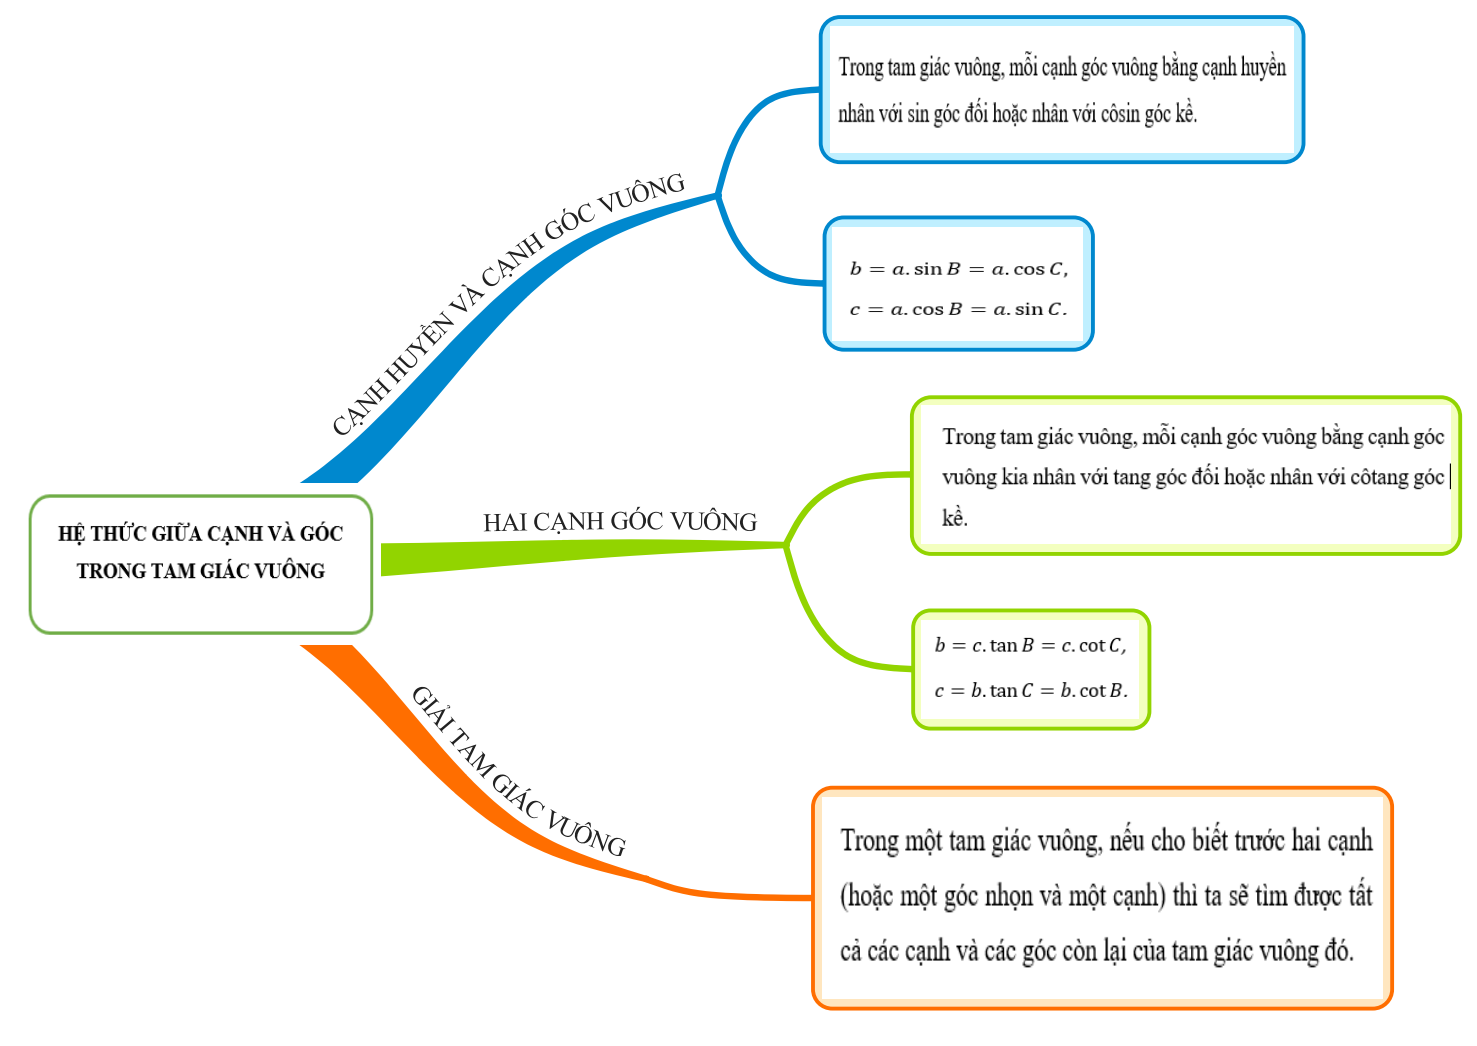 HỆ THỨC GIỮA CẠNH VÀ GÓC
TRONG TAM GIÁC VUÔNG
CẠNH HUYỀN VÀ CẠNH GÓC VUÔNG
Trong tam giác vuông, mỗi cạnh góc vuông bằng cạnh huyền
nhân với sin góc đối hoặc nhân với côsin góc kề.
b = a. sin B = a. cos C,
c = a. cos B = a. sin C.
HAI CẠNH GÓC VUÔNG
Trong tam giác vuông, mỗi cạnh góc vuông bằng cạnh góc
vuông kia nhân với tang góc đối hoặc nhân với côtang góc
kề.
b = c. tan B = c. cot C,
c = b. tan C = b. cot B.
GIẢI TAM GIÁC VUÔNG
Trong một tam giác vuông, nếu cho biết trước hai cạnh
(hoặc một góc nhọn và một cạnh) thì ta sẽ tìm được tất
cả các cạnh và các góc còn lại của tam giác vuông đó.